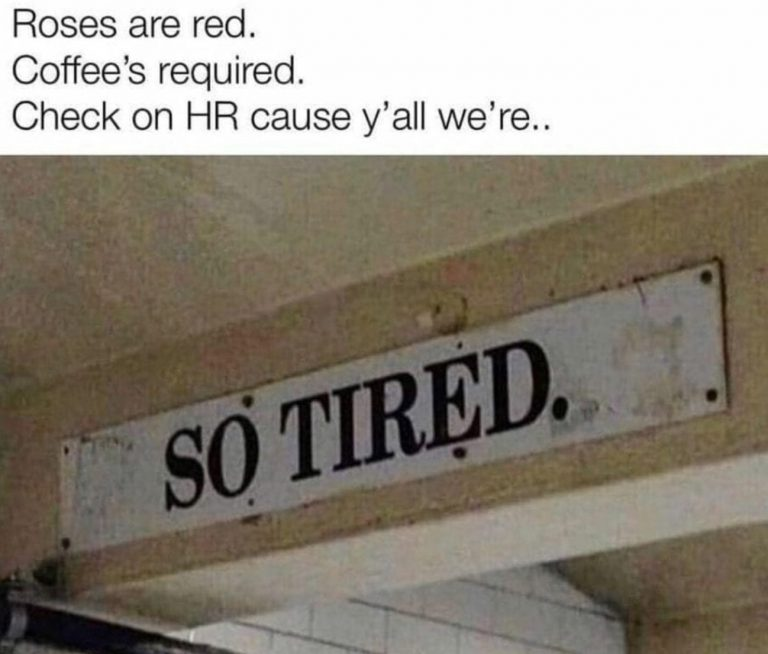 Roses are red.
Coffee's required.
Check on HR cause y'all we're..
SO TIRED.